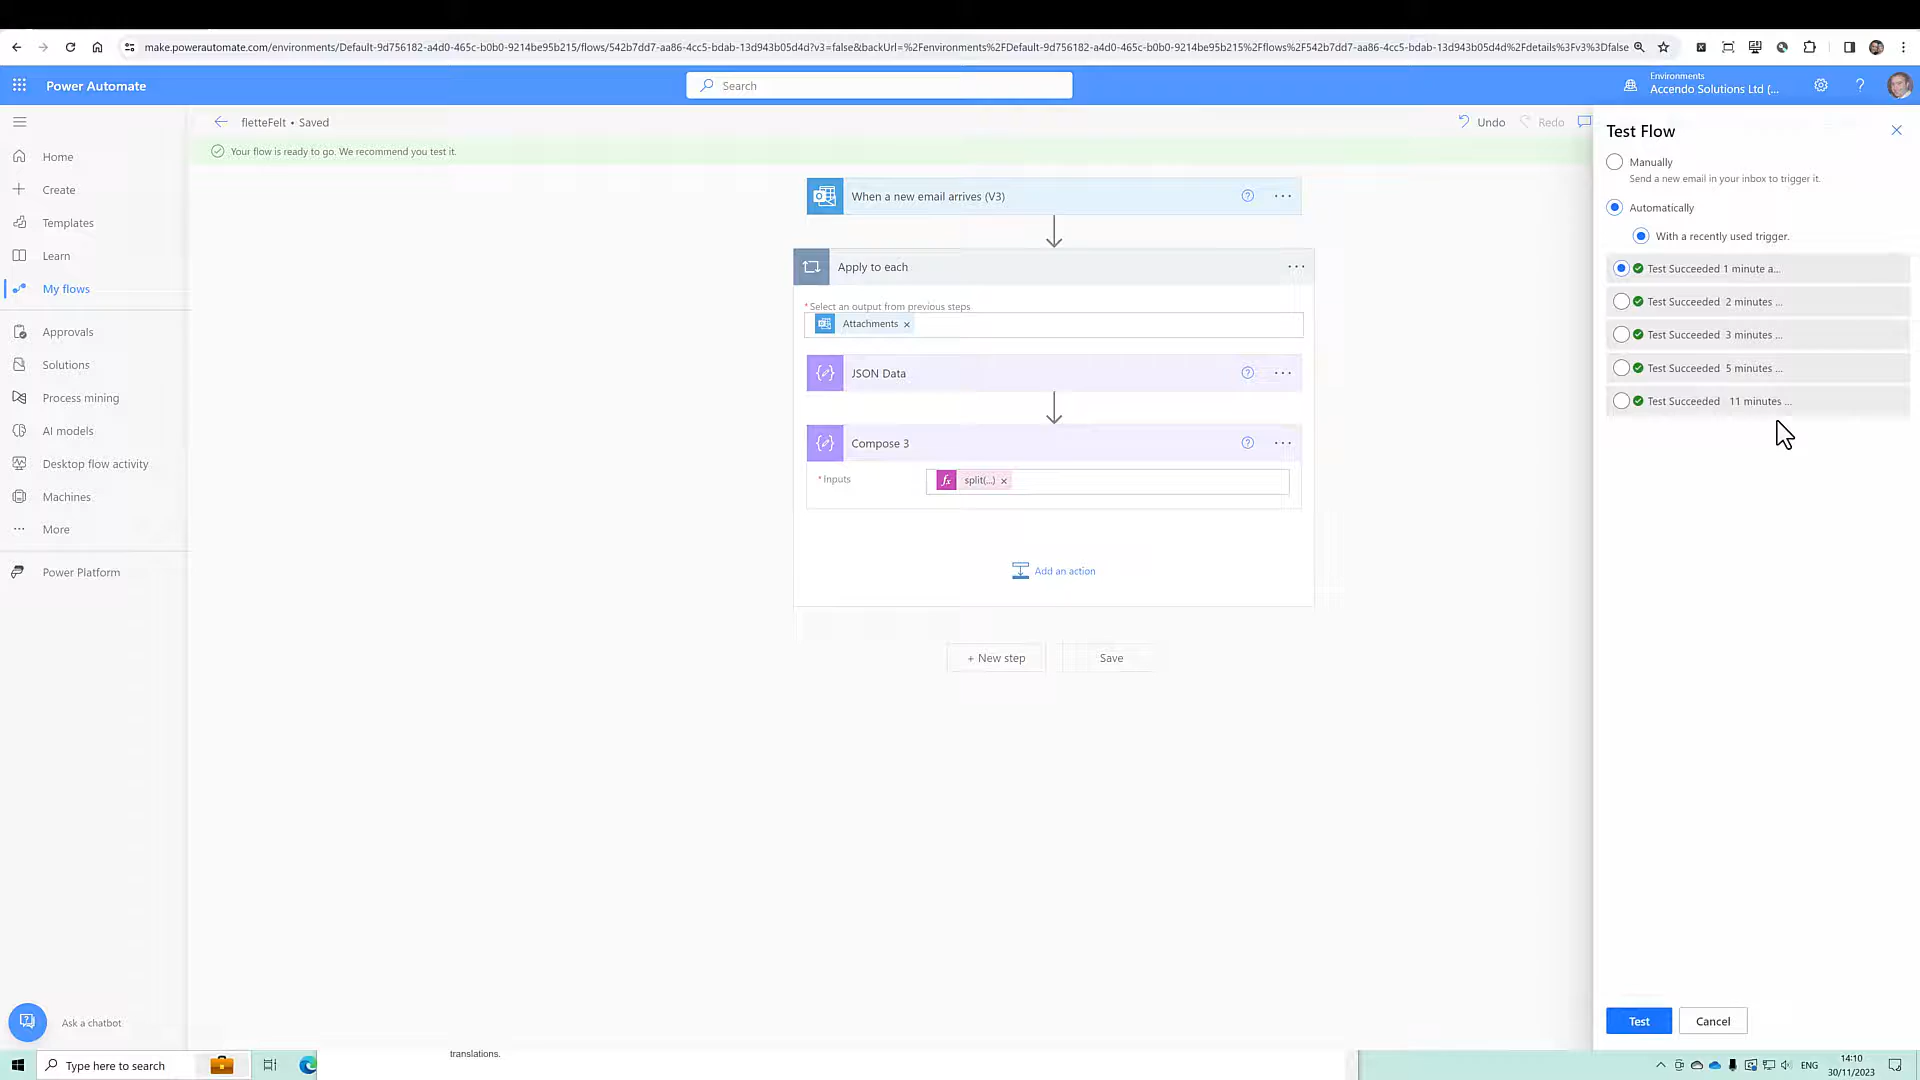 make.powerautomate.com/environments/Default-9d756182-a4d0-465c-b0b0-9214be95b215/flows/542b7dd7-aa86-4cc5-bdab-13d943b05d4d?v3=false&backUrl=%2Fenvironments%2FDefault-9d756182-a4d0-465c-b0b0-9214be95b215%2Fflows%2F542b7dd7-aa86-4cc5-bdab-13d943b05d4d%2Fdetails%3Fv3%3Dfalse
Power Automate
Search
Environments
Accendo Solutions Ltd (...
Home
Create
Templates
Learn
My flows
Approvals
Solutions
Process mining
AI models
Desktop flow activity
Machines
More
Power Platform
Ask a chatbot
fletteFelt • Saved
Undo
Redo
Your flow is ready to go. We recommend you test it.
When a new email arrives (V3)
Apply to each
* Select an output from previous steps
Attachments ×
JSON Data
Compose 3
* Inputs
fx split(...) ×
Add an action
+ New step
Save
Test Flow
Manually
Send a new email in your inbox to trigger it.
Automatically
With a recently used trigger.
Test Succeeded 1 minute a...
Test Succeeded 2 minutes ...
Test Succeeded 3 minutes ...
Test Succeeded 5 minutes ...
Test Succeeded 11 minutes ...
Test
Cancel
translations.
Type here to search
ENG
14:10
30/11/2023